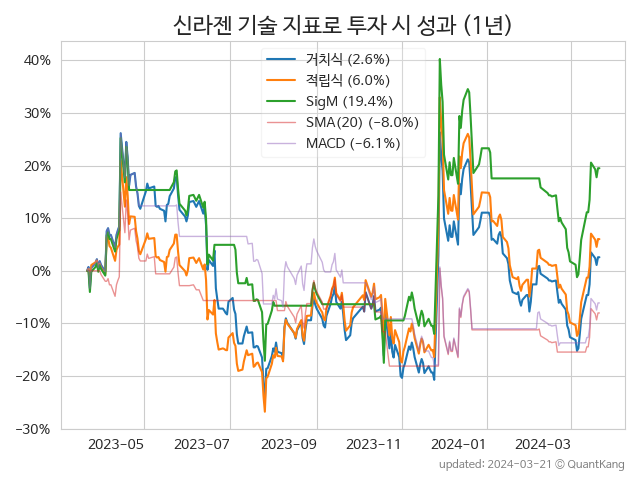 신라젠 기술 지표로 투자 시 성과 (1년)
거치식 (2.6%)
적립식 (6.0%)
SigM (19.4%)
SMA(20) (−8.0%)
MACD (−6.1%)
40%
30%
20%
10%
0%
−10%
−20%
−30%
2023−05 2023−07 2023−09 2023−11 2024−01 2024−03
updated: 2024-03-21 © QuantKang